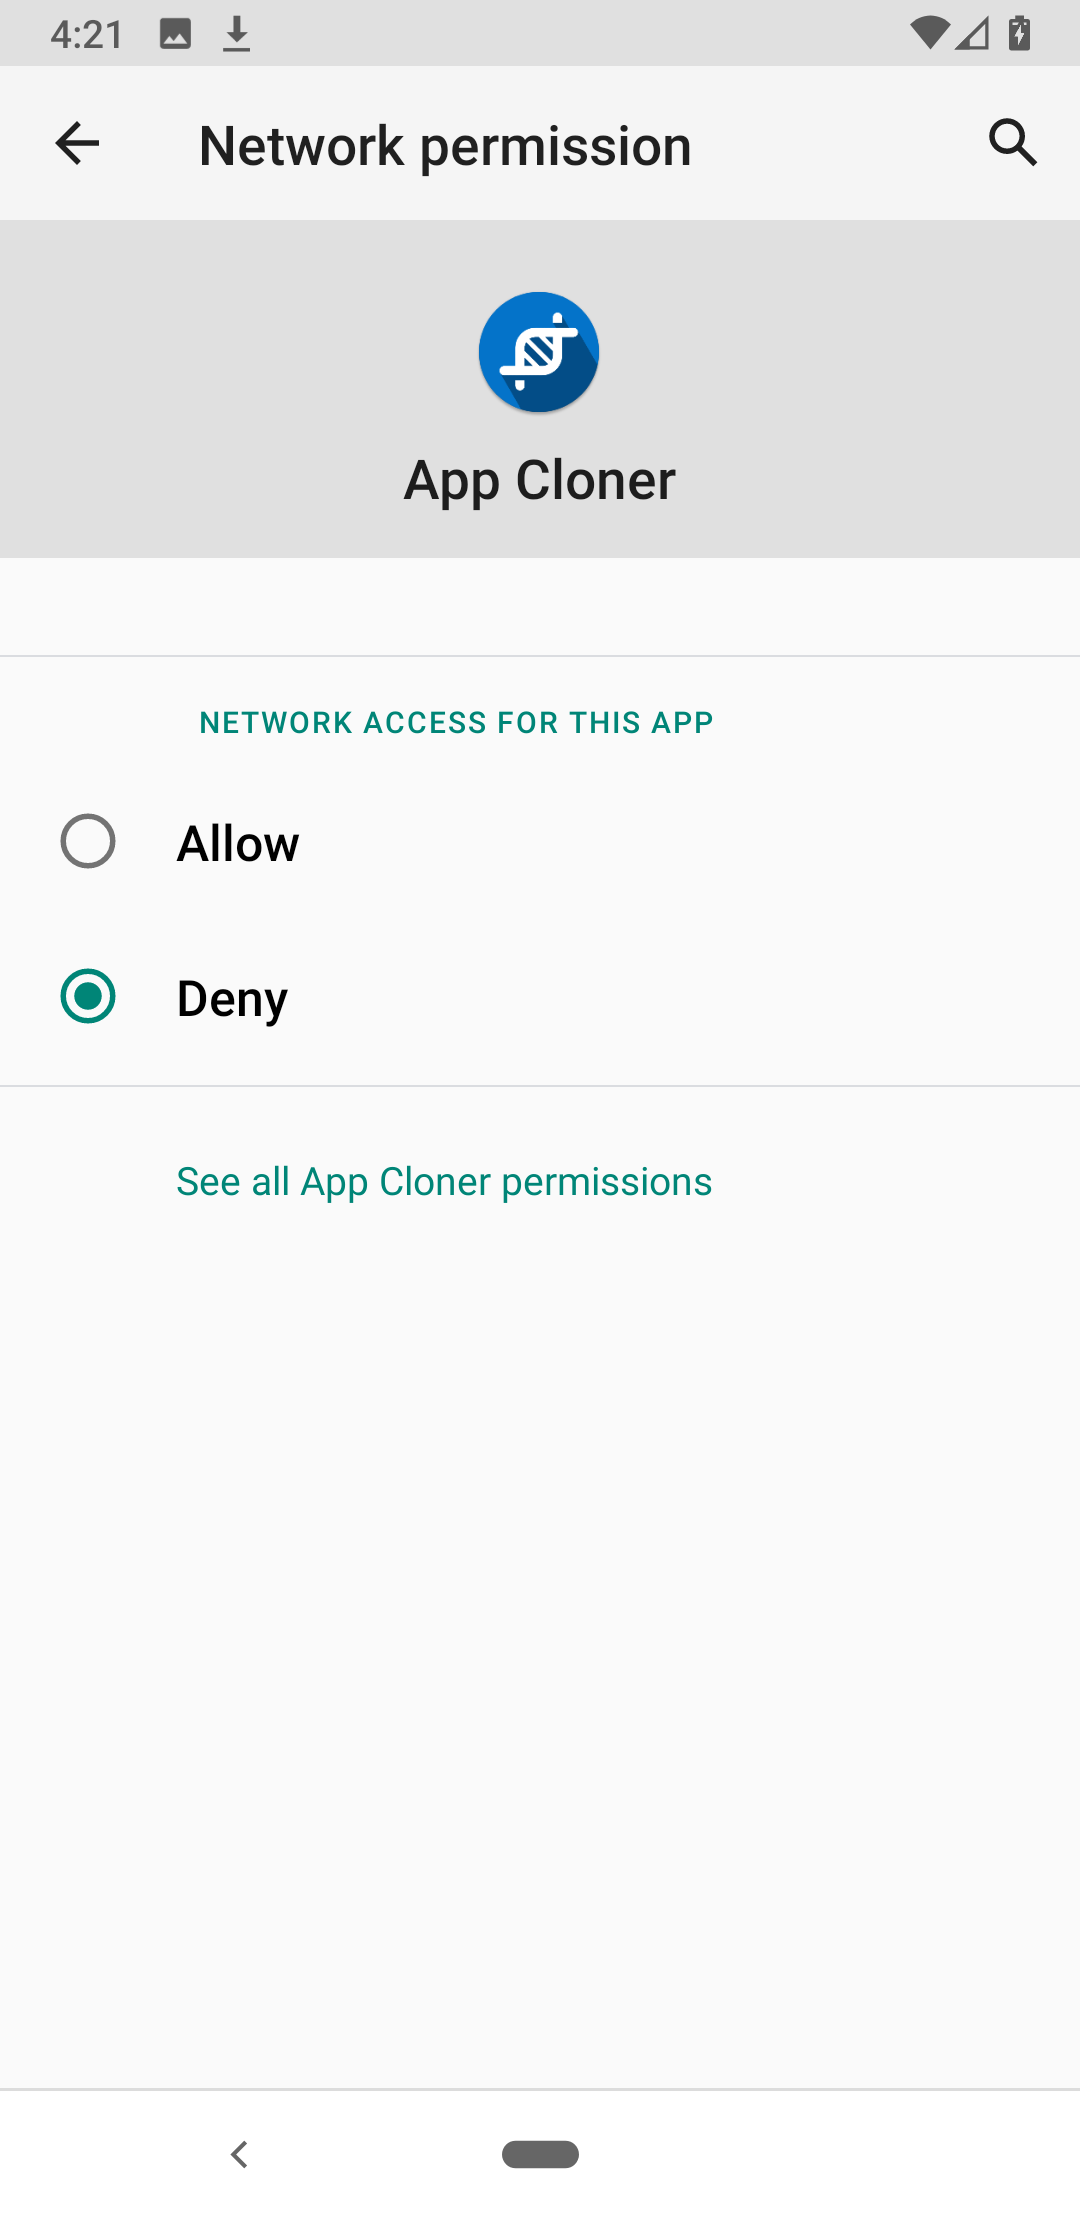 4:21
Network permission
App Cloner
NETWORK ACCESS FOR THIS APP
Allow
Deny
See all App Cloner permissions